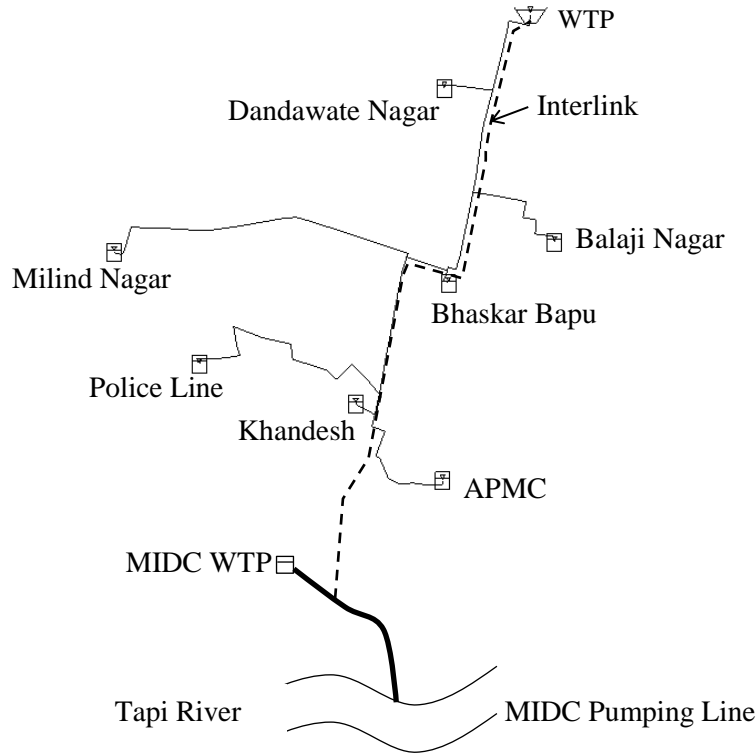 WTP
Dandawate Nagar
Interlink
Balaji Nagar
Milind Nagar
Bhaskar Bapu
Police Line
Khandesh
APMC
MIDC WTP
Tapi River
MIDC Pumping Line